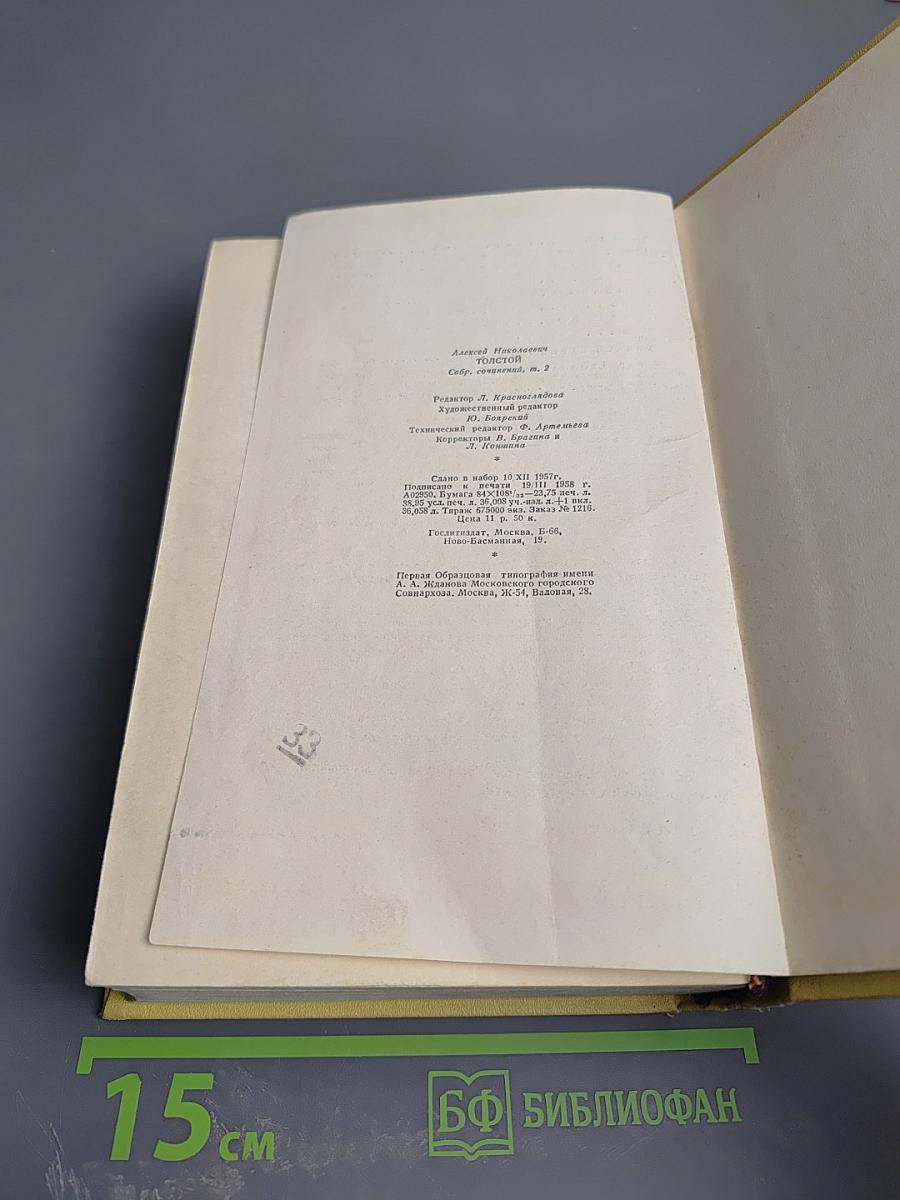 Алексей Николаевич
ТОЛСТОЙ
Собр. сочинений, т. 2
Редактор Л. Красноглядова
Художественный редактор
Ю. Боярский
Технический редактор Ф. Артемьева
Корректоры В. Брагина и
Л. Коншина
*
Сдано в набор 10 XII 1957г.
Подписано к печати 19/III 1958 г.
А02950. Бумага 84×108¹/₃₂—23,75 печ. л.
38,95 усл. печ. л. 36,008 уч.-изд. л.+1 вкл.
36,058 л. Тираж 675000 экз. Заказ № 1216.
Цена 11 р. 50 к.
Гослитиздат, Москва, Б-66,
Ново-Басманная, 19.
*
Первая Образцовая типография имени
А. А. Жданова Московского городского
Совнархоза. Москва, Ж-54, Валовая, 28.
33
15 см
БФ БИБЛИОФАН